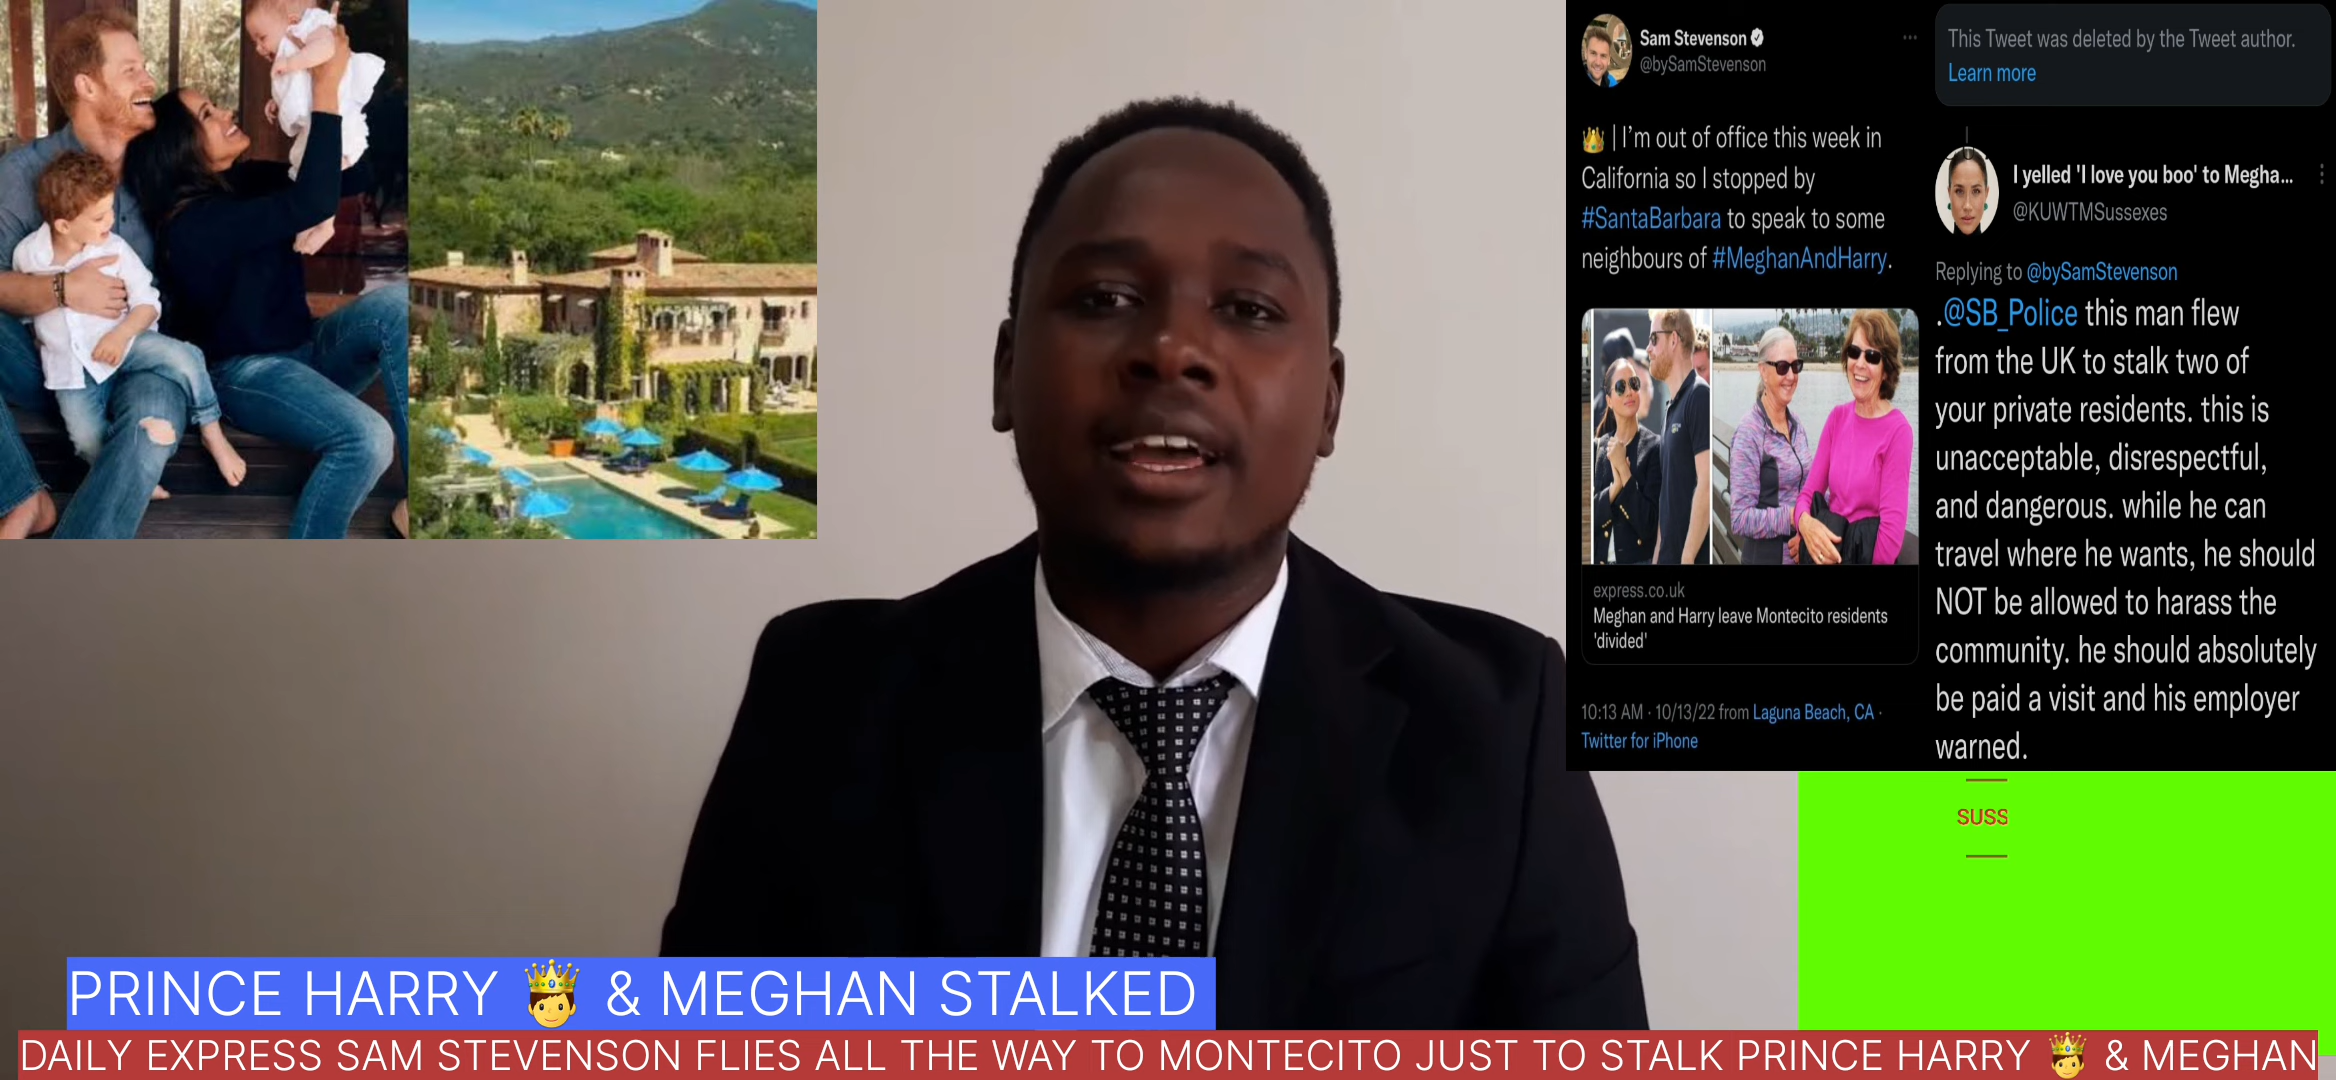 Sam Stevenson
@bySamStevenson
👑 | I'm out of office this week in
California so I stopped by
#SantaBarbara to speak to some
neighbours of #MeghanAndHarry.
express.co.uk
Meghan and Harry leave Montecito residents
'divided'
10:13 AM · 10/13/22 from Laguna Beach, CA ·
Twitter for iPhone
This Tweet was deleted by the Tweet author.
Learn more
I yelled 'I love you boo' to Megha...
@KUWTMSussexes
Replying to @bySamStevenson
.@SB_Police this man flew
from the UK to stalk two of
your private residents. this is
unacceptable, disrespectful,
and dangerous. while he can
travel where he wants, he should
NOT be allowed to harass the
community. he should absolutely
be paid a visit and his employer
warned.
SUSS
PRINCE HARRY 🤴 & MEGHAN STALKED
DAILY EXPRESS SAM STEVENSON FLIES ALL THE WAY TO MONTECITO JUST TO STALK PRINCE HARRY 🤴 & MEGHAN